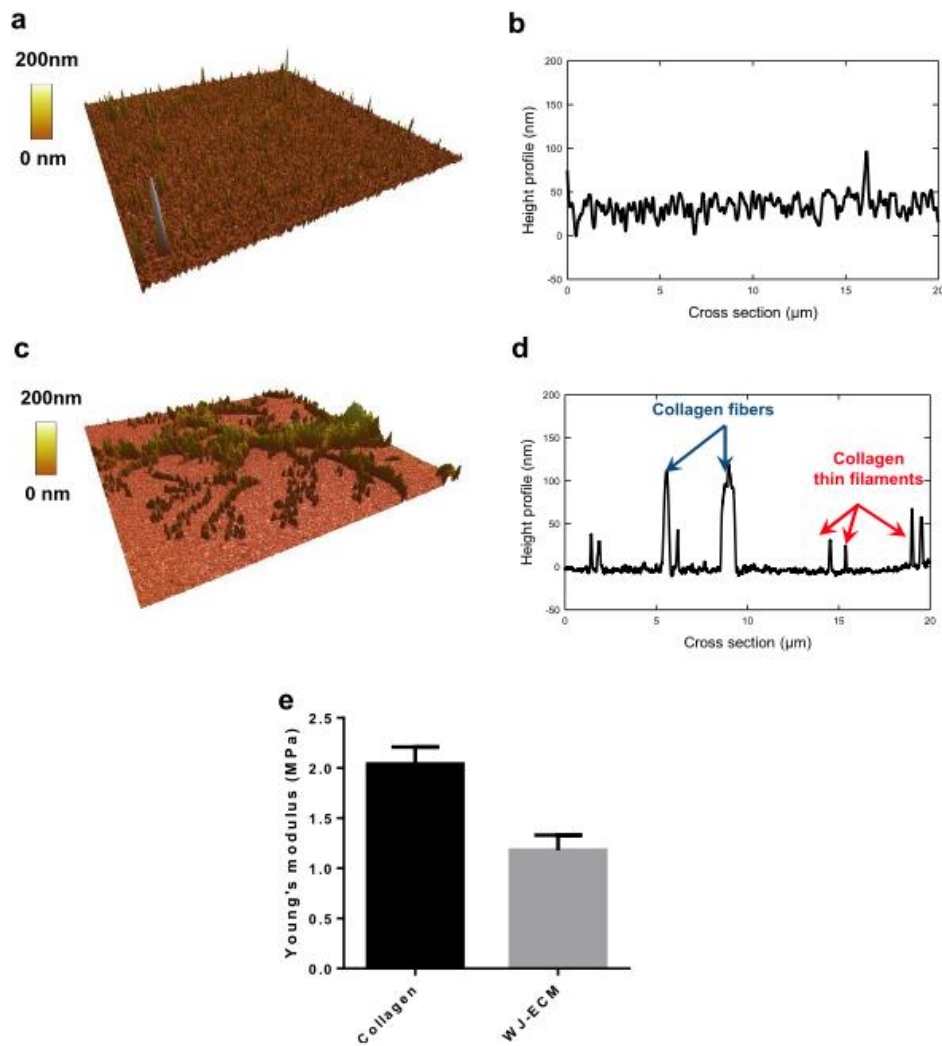 a
200nm
0 nm
b
Height profile (nm)
200
150
100
50
0
-50
0
5
10
15
20
Cross section (µm)
c
200nm
0 nm
d
Height profile (nm)
200
150
100
50
0
-50
Collagen fibers
Collagen
thin filaments
0
5
10
15
20
Cross section (µm)
e
Young's modulus (MPa)
2.5
2.0
1.5
1.0
0.5
0.0
Collagen
WJ-ECM